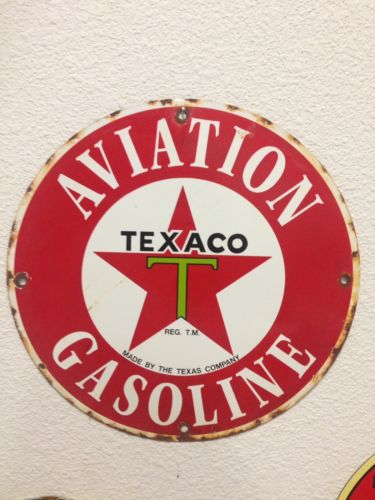 AVIATION
TEXACO
T
REG. T.M.
MADE BY THE TEXAS COMPANY
GASOLINE